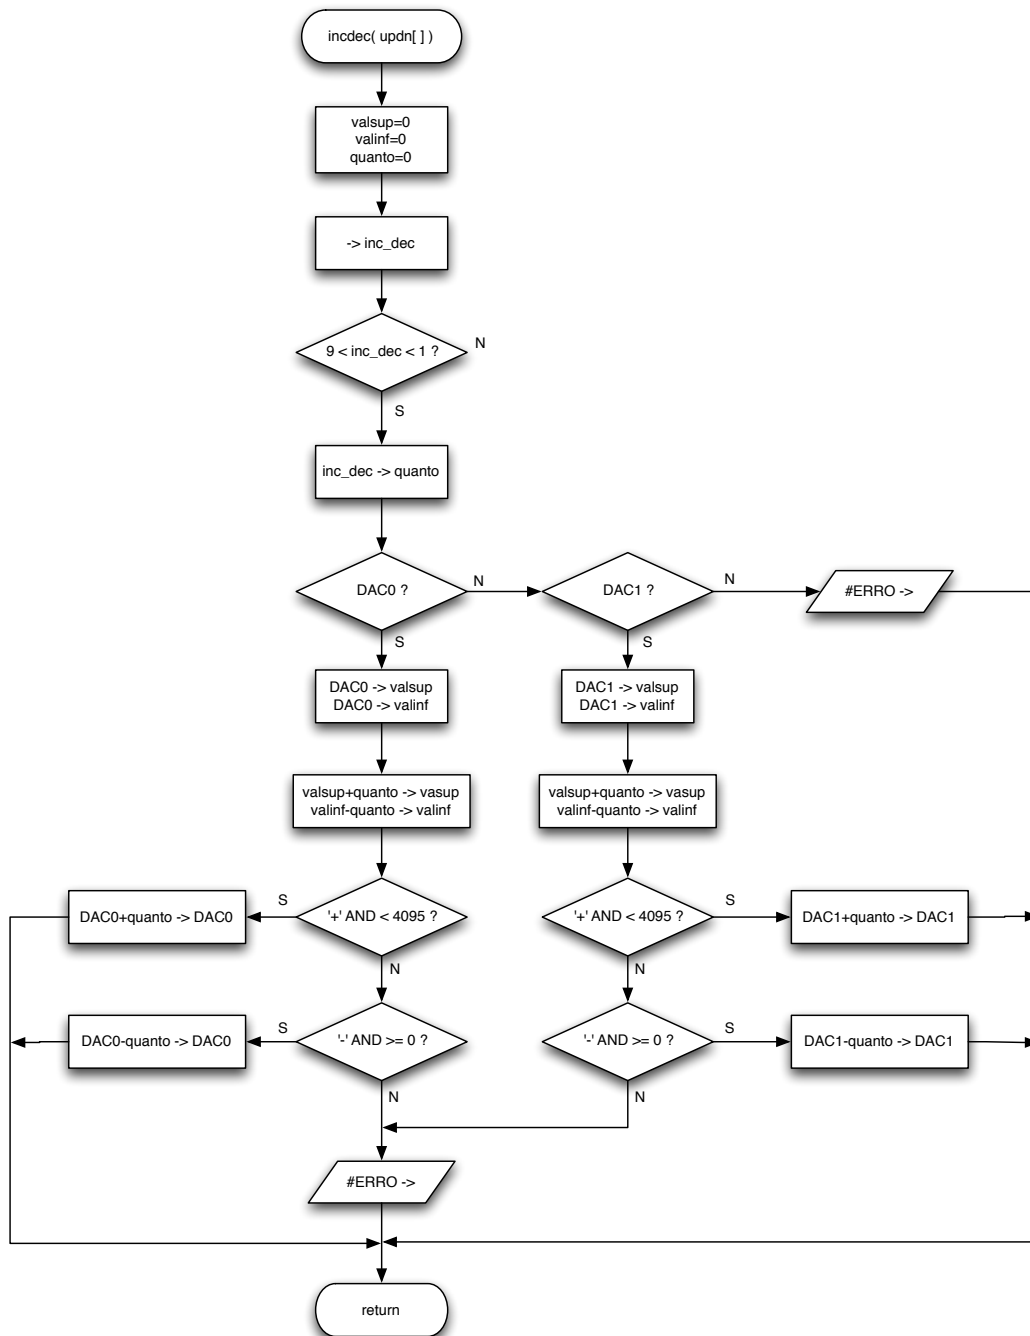 incdec( updn[ ] )
valsup=0
valinf=0
quanto=0
-> inc_dec
9 < inc_dec < 1 ?
N
S
inc_dec -> quanto
DAC0 ?
N
DAC1 ?
N
#ERRO ->
S
S
DAC0 -> valsup
DAC0 -> valinf
DAC1 -> valsup
DAC1 -> valinf
valsup+quanto -> vasup
valinf-quanto -> valinf
valsup+quanto -> vasup
valinf-quanto -> valinf
DAC0+quanto -> DAC0
S
'+' AND < 4095 ?
'+' AND < 4095 ?
S
DAC1+quanto -> DAC1
N
N
DAC0-quanto -> DAC0
S
'-' AND >= 0 ?
'-' AND >= 0 ?
S
DAC1-quanto -> DAC1
N
N
#ERRO ->
return